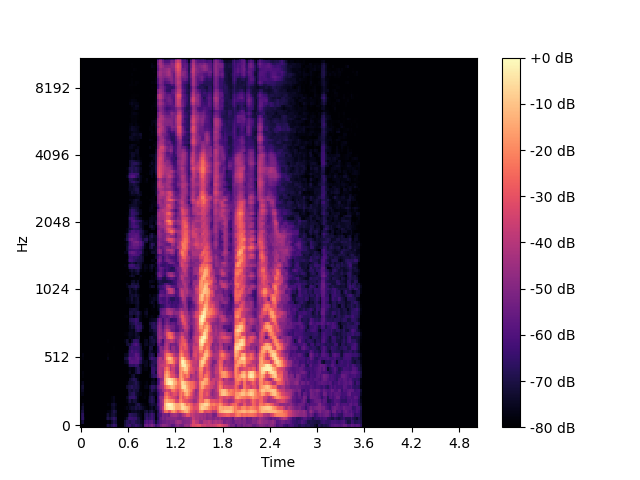 8192
4096
2048
1024
512
0
Hz
0 0.6 1.2 1.8 2.4 3 3.6 4.2 4.8
Time
+0 dB
-10 dB
-20 dB
-30 dB
-40 dB
-50 dB
-60 dB
-70 dB
-80 dB